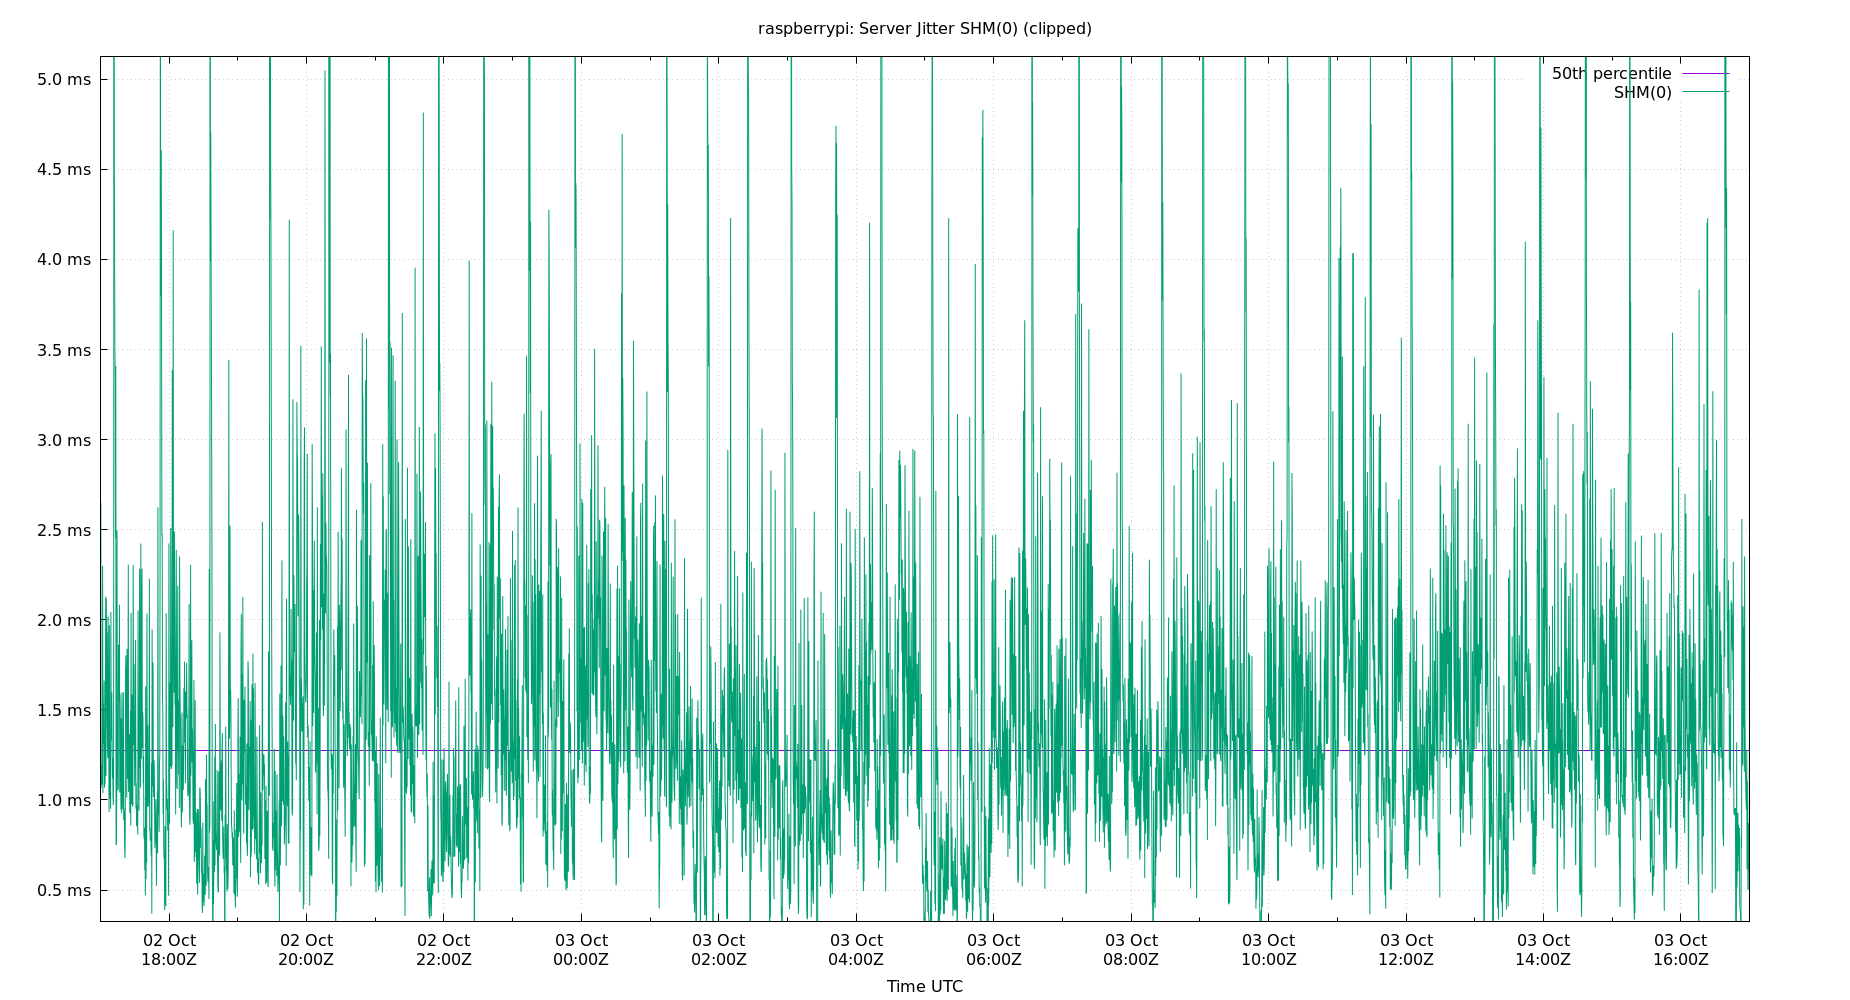 raspberrypi: Server Jitter SHM(0) (clipped)
5.0 ms
4.5 ms
4.0 ms
3.5 ms
3.0 ms
2.5 ms
2.0 ms
1.5 ms
1.0 ms
0.5 ms
50th percentile
SHM(0)
02 Oct 02 Oct 02 Oct 03 Oct 03 Oct 03 Oct 03 Oct 03 Oct 03 Oct 03 Oct 03 Oct 03 Oct
18:00Z 20:00Z 22:00Z 00:00Z 02:00Z 04:00Z 06:00Z 08:00Z 10:00Z 12:00Z 14:00Z 16:00Z
Time UTC